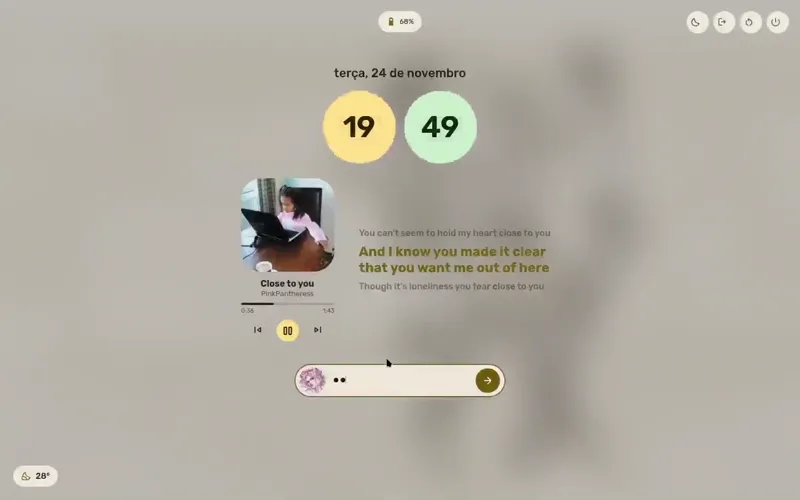 68%
terça, 24 de novembro
19 49
You can't seem to hold my heart close to you
And I know you made it clear
that you want me out of here
Though it's loneliness you fear close to you
Close to you
PinkPantheress
0:36 1:43
28°